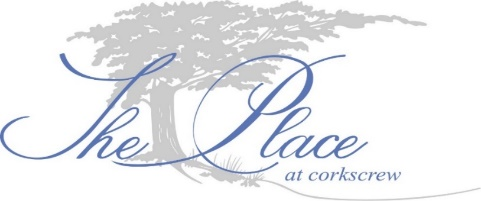 The Place
at corkscrew